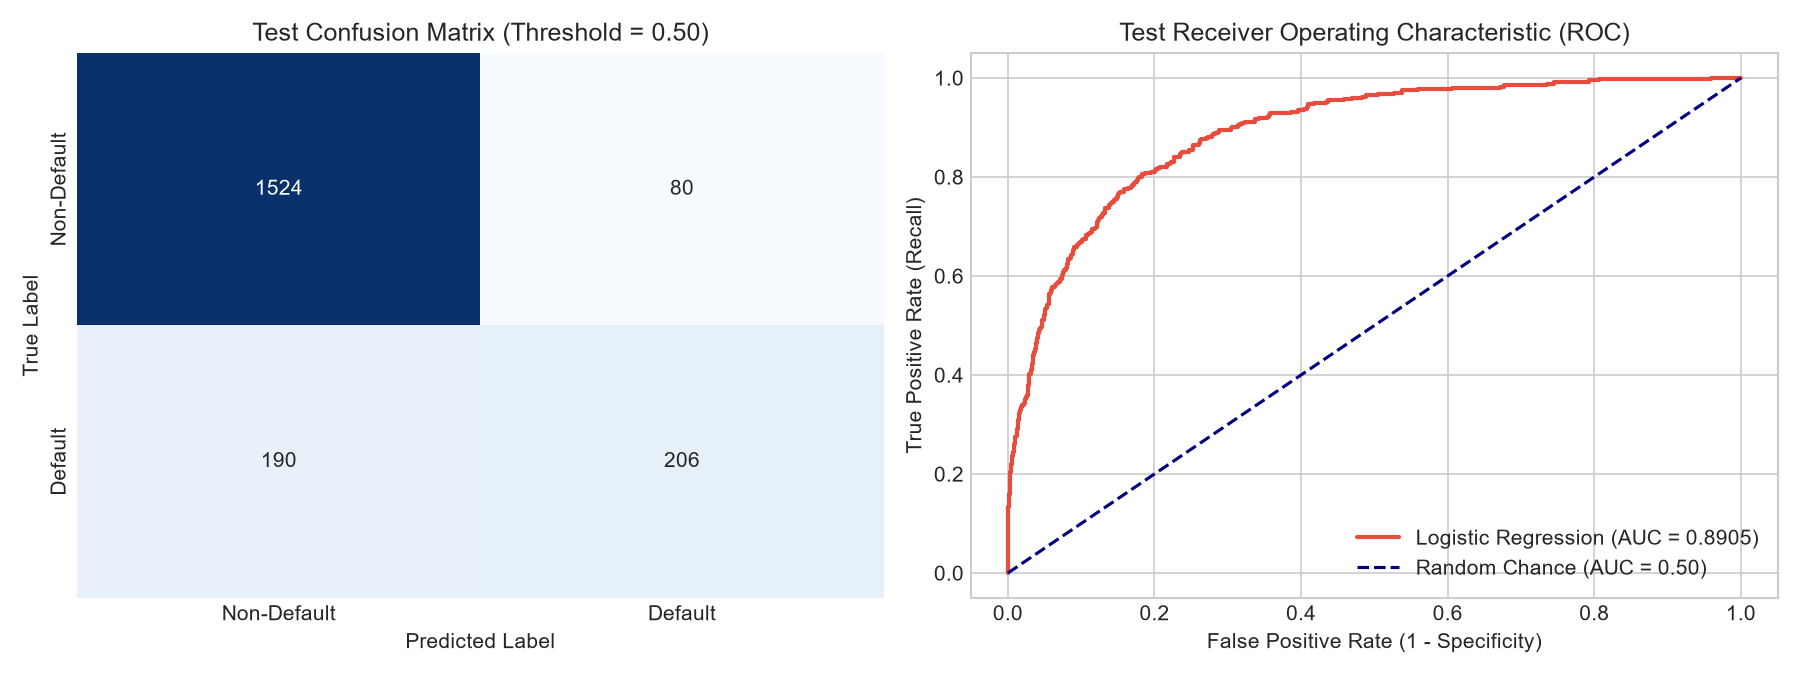 Test Confusion Matrix (Threshold = 0.50)
Non-Default
Default
True Label
1524
80
190
206
Non-Default
Default
Predicted Label
Test Receiver Operating Characteristic (ROC)
True Positive Rate (Recall)
1.0
0.8
0.6
0.4
0.2
0.0
Logistic Regression (AUC = 0.8905)
Random Chance (AUC = 0.50)
0.0
0.2
0.4
0.6
0.8
1.0
False Positive Rate (1 - Specificity)